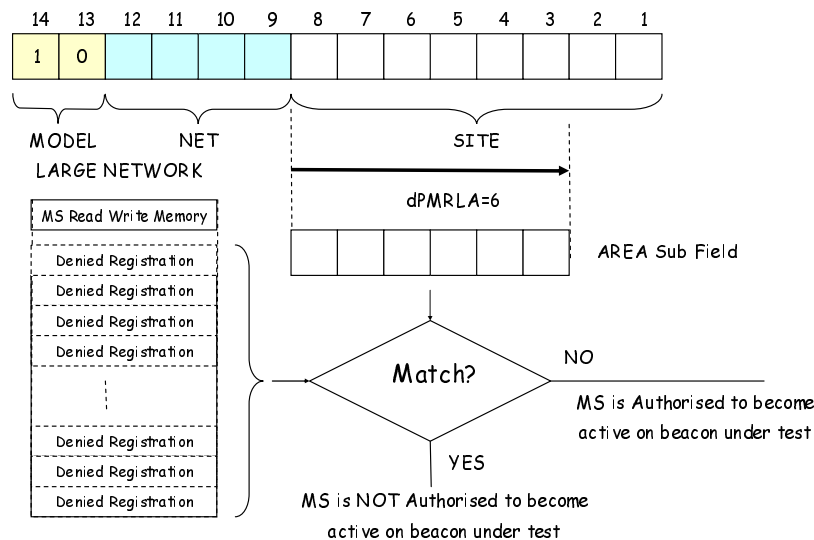 14 13 12 11 10 9 8 7 6 5 4 3 2 1
1 0
MODEL NET SITE
LARGE NETWORK
dPMRLA=6
MS Read Write Memory
AREA Sub Field
Denied Registration
Denied Registration
Denied Registration
Denied Registration
Match?
NO
MS is Authorised to become
active on beacon under test
Denied Registration
Denied Registration
Denied Registration
YES
MS is NOT Authorised to become
active on beacon under test